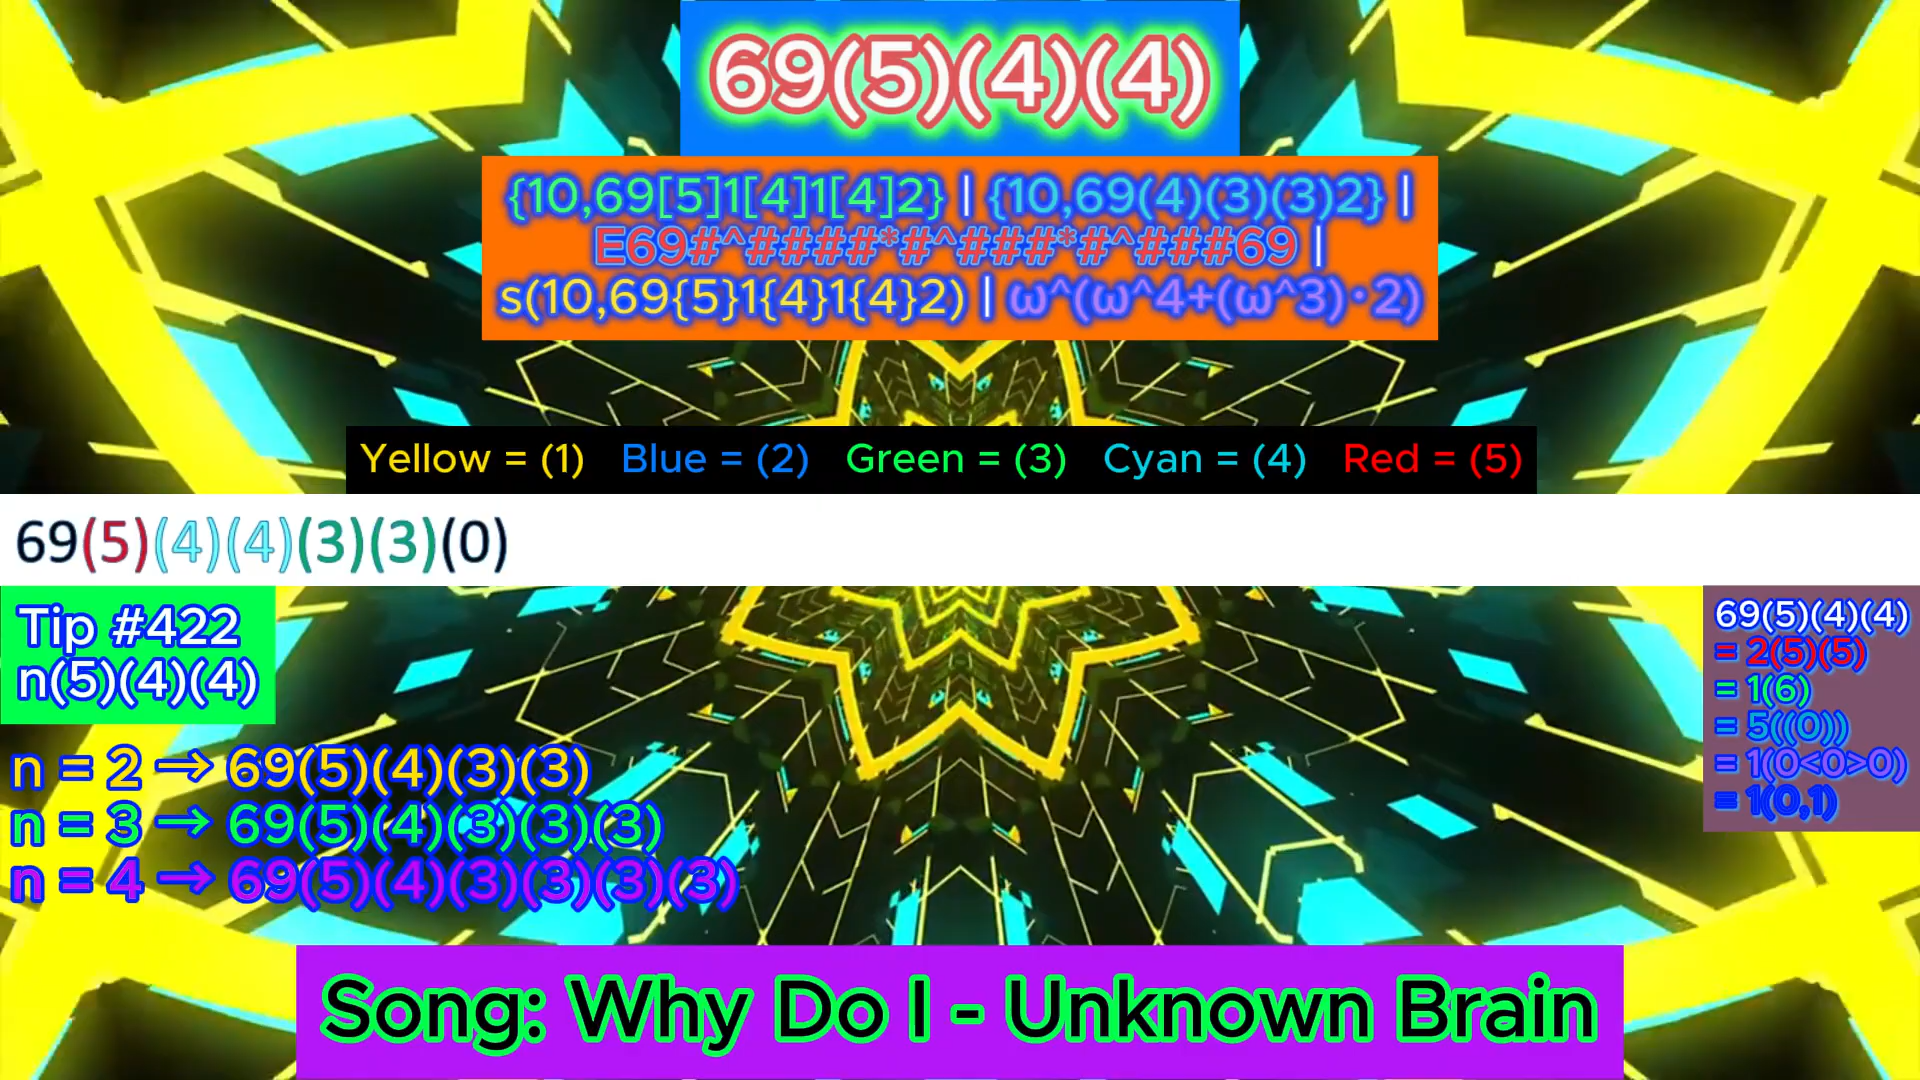 69(5)(4)(4)
{10,69[5]1[4]1[4]2} | {10,69(4)(3)(3)2} |
E69#^####*#^###*#^###69 |
s(10,69{5}1{4}1{4}2) | ω^(ω^4+(ω^3)·2)
Yellow = (1) Blue = (2) Green = (3) Cyan = (4) Red = (5)
69(5)(4)(4)(3)(3)(0)
Tip #422
n(5)(4)(4)
n = 2 → 69(5)(4)(3)(3)
n = 3 → 69(5)(4)(3)(3)(3)
n = 4 → 69(5)(4)(3)(3)(3)(3)
69(5)(4)(4)
= 2(5)(5)
= 1(6)
= 5((0))
= 1(0<0>0)
= 1(0,1)
Song: Why Do I - Unknown Brain